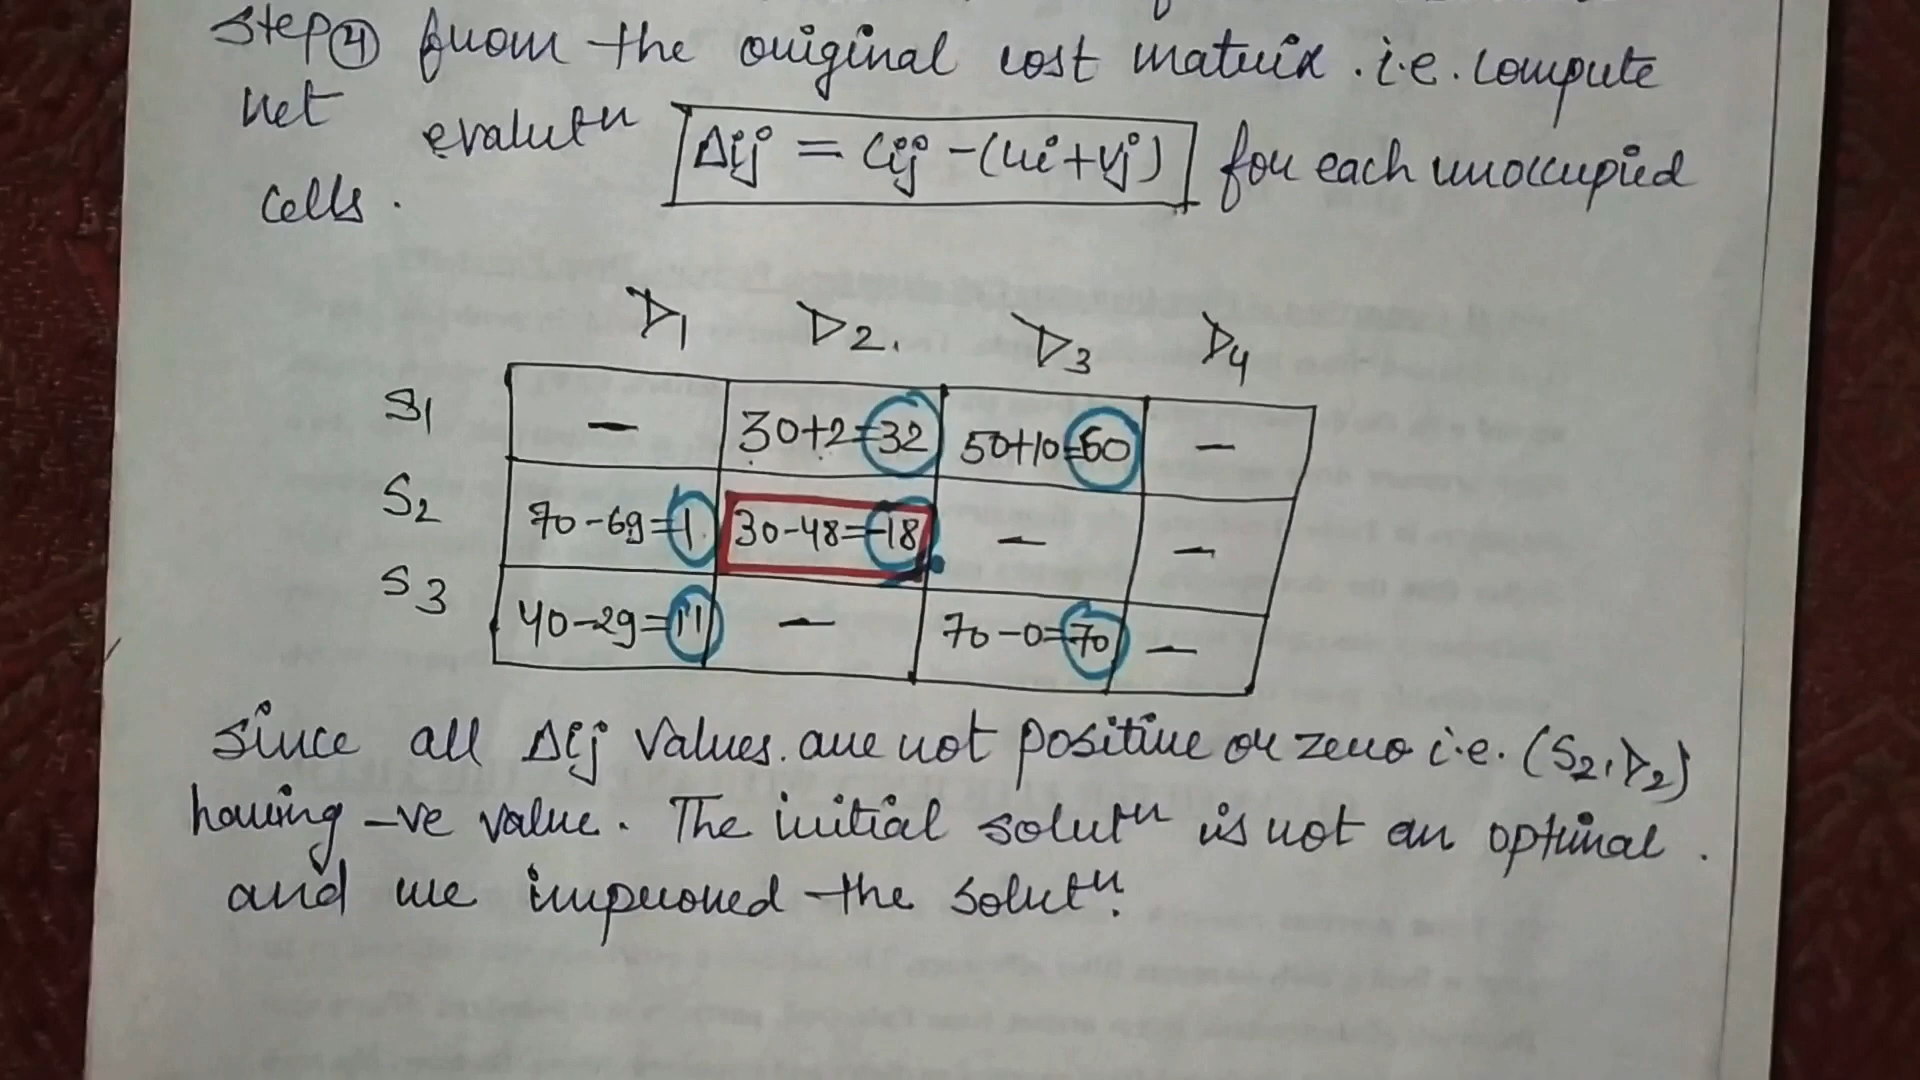 Step④ from the original cost matrix. i.e. compute
net evalutn Δij = Cij - (ui+vj) for each unoccupied
cells.
D1 D2. D3 D4
S1 — 30+2=32 50+10=60 —
S2 70-69=1 30-48=-18 — —
S3 40-29=11 — 70-0=70 —
Since all Δij values. are not positive or zero i.e. (S2,D2)
having -ve value. The initial solutn is not an optimal.
and we improved the solutn.